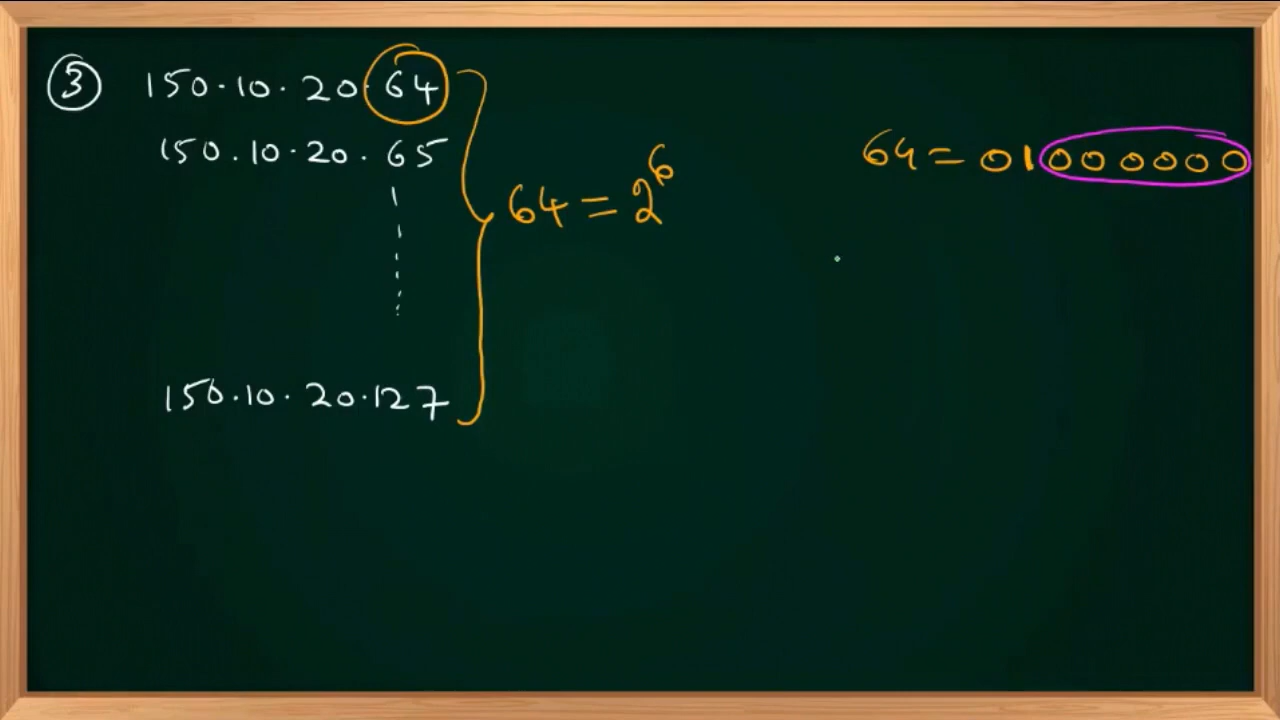 3 150.10.20.64
150.10.20.65
64 = 2^6
150.10.20.127
64 = 01000000